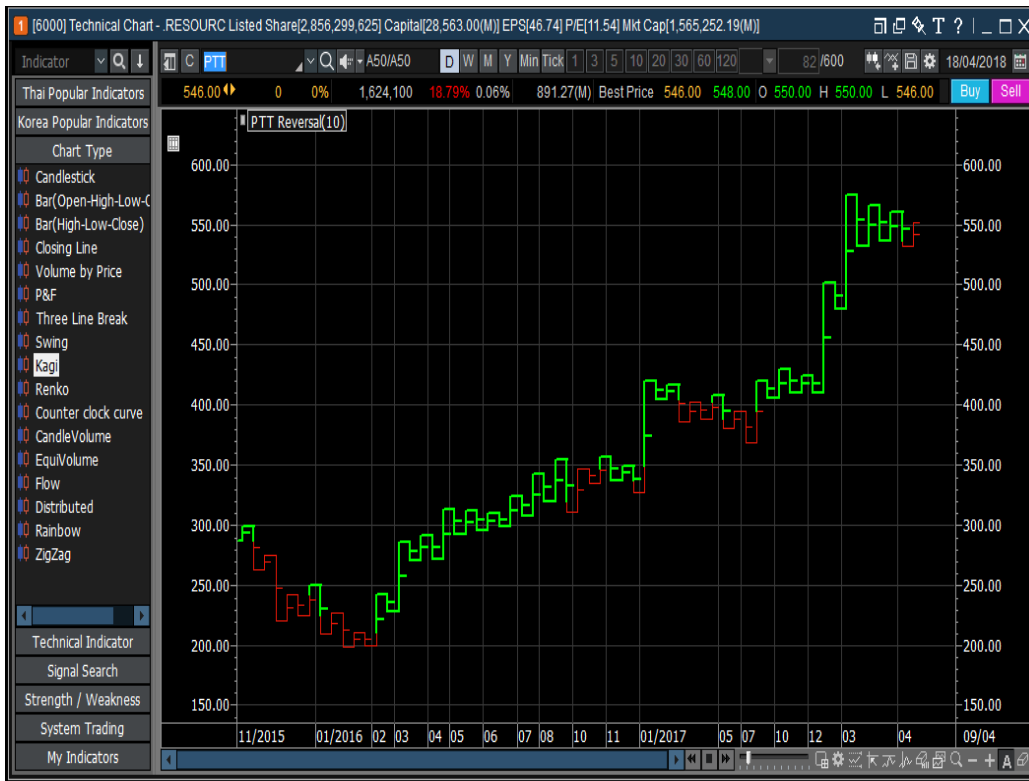 1 [6000] Technical Chart - .RESOURC Listed Share[2,856,299,625] Capital[28,563.00(M)] EPS[46.74] P/E[11.54] Mkt Cap[1,565,252.19(M)] T ?
Indicator
C PTT A50/A50 D W M Y Min Tick 1 3 5 10 20 30 60 120 82 /600 18/04/2018
546.00 0 0% 1,624,100 18.79% 0.06% 891.27(M) Best Price 546.00 548.00 O 550.00 H 550.00 L 546.00 Buy Sell
Thai Popular Indicators
Korea Popular Indicators
Chart Type
Candlestick
Bar(Open-High-Low-C
Bar(High-Low-Close)
Closing Line
Volume by Price
P&F
Three Line Break
Swing
Kagi
Renko
Counter clock curve
CandleVolume
EquiVolume
Flow
Distributed
Rainbow
ZigZag
Technical Indicator
Signal Search
Strength / Weakness
System Trading
My Indicators
PTT Reversal(10)
600.00 600.00
550.00 550.00
500.00 500.00
450.00 450.00
400.00 400.00
350.00 350.00
300.00 300.00
250.00 250.00
200.00 200.00
150.00 150.00
11/2015 01/2016 02 03 04 05 06 07 08 10 11 01/2017 05 07 10 12 03 04 09/04
A